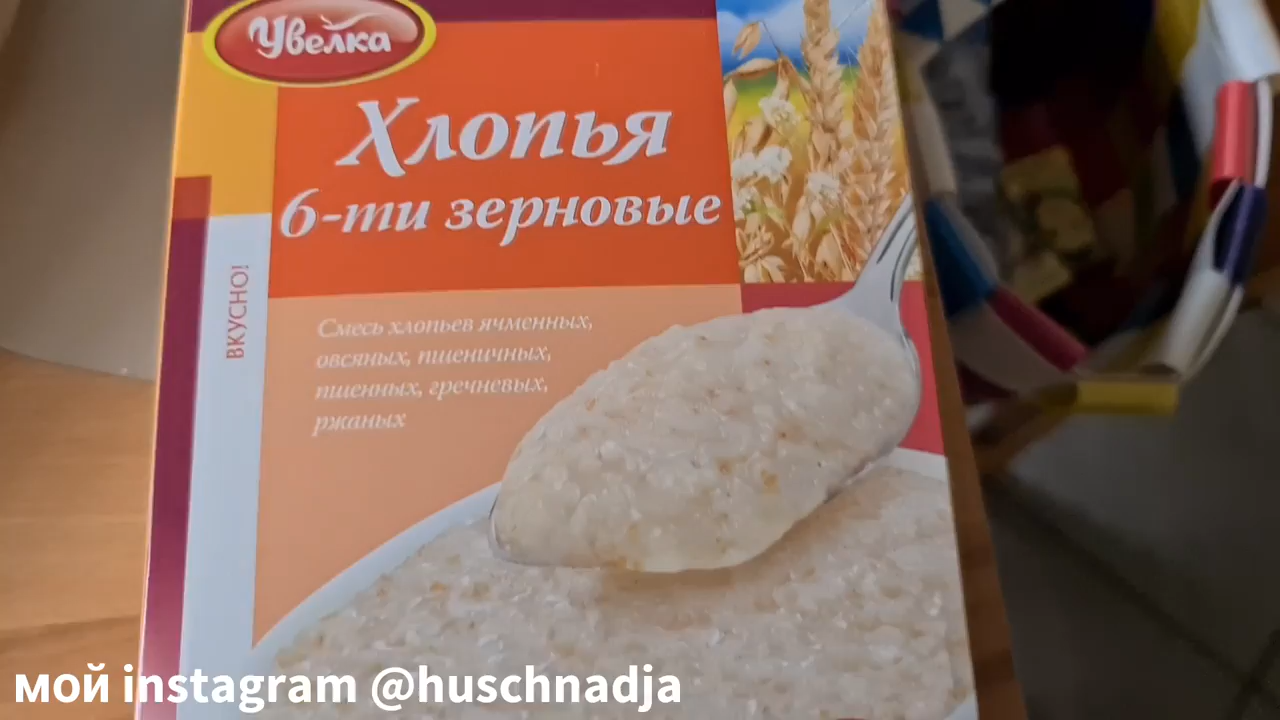 Увелка
Хлопья
6-ти зерновые
ВКУСНО!
Смесь хлопьев ячменных,
овсяных, пшеничных,
пшенных, гречневых,
ржаных
мой instagram @huschnadja